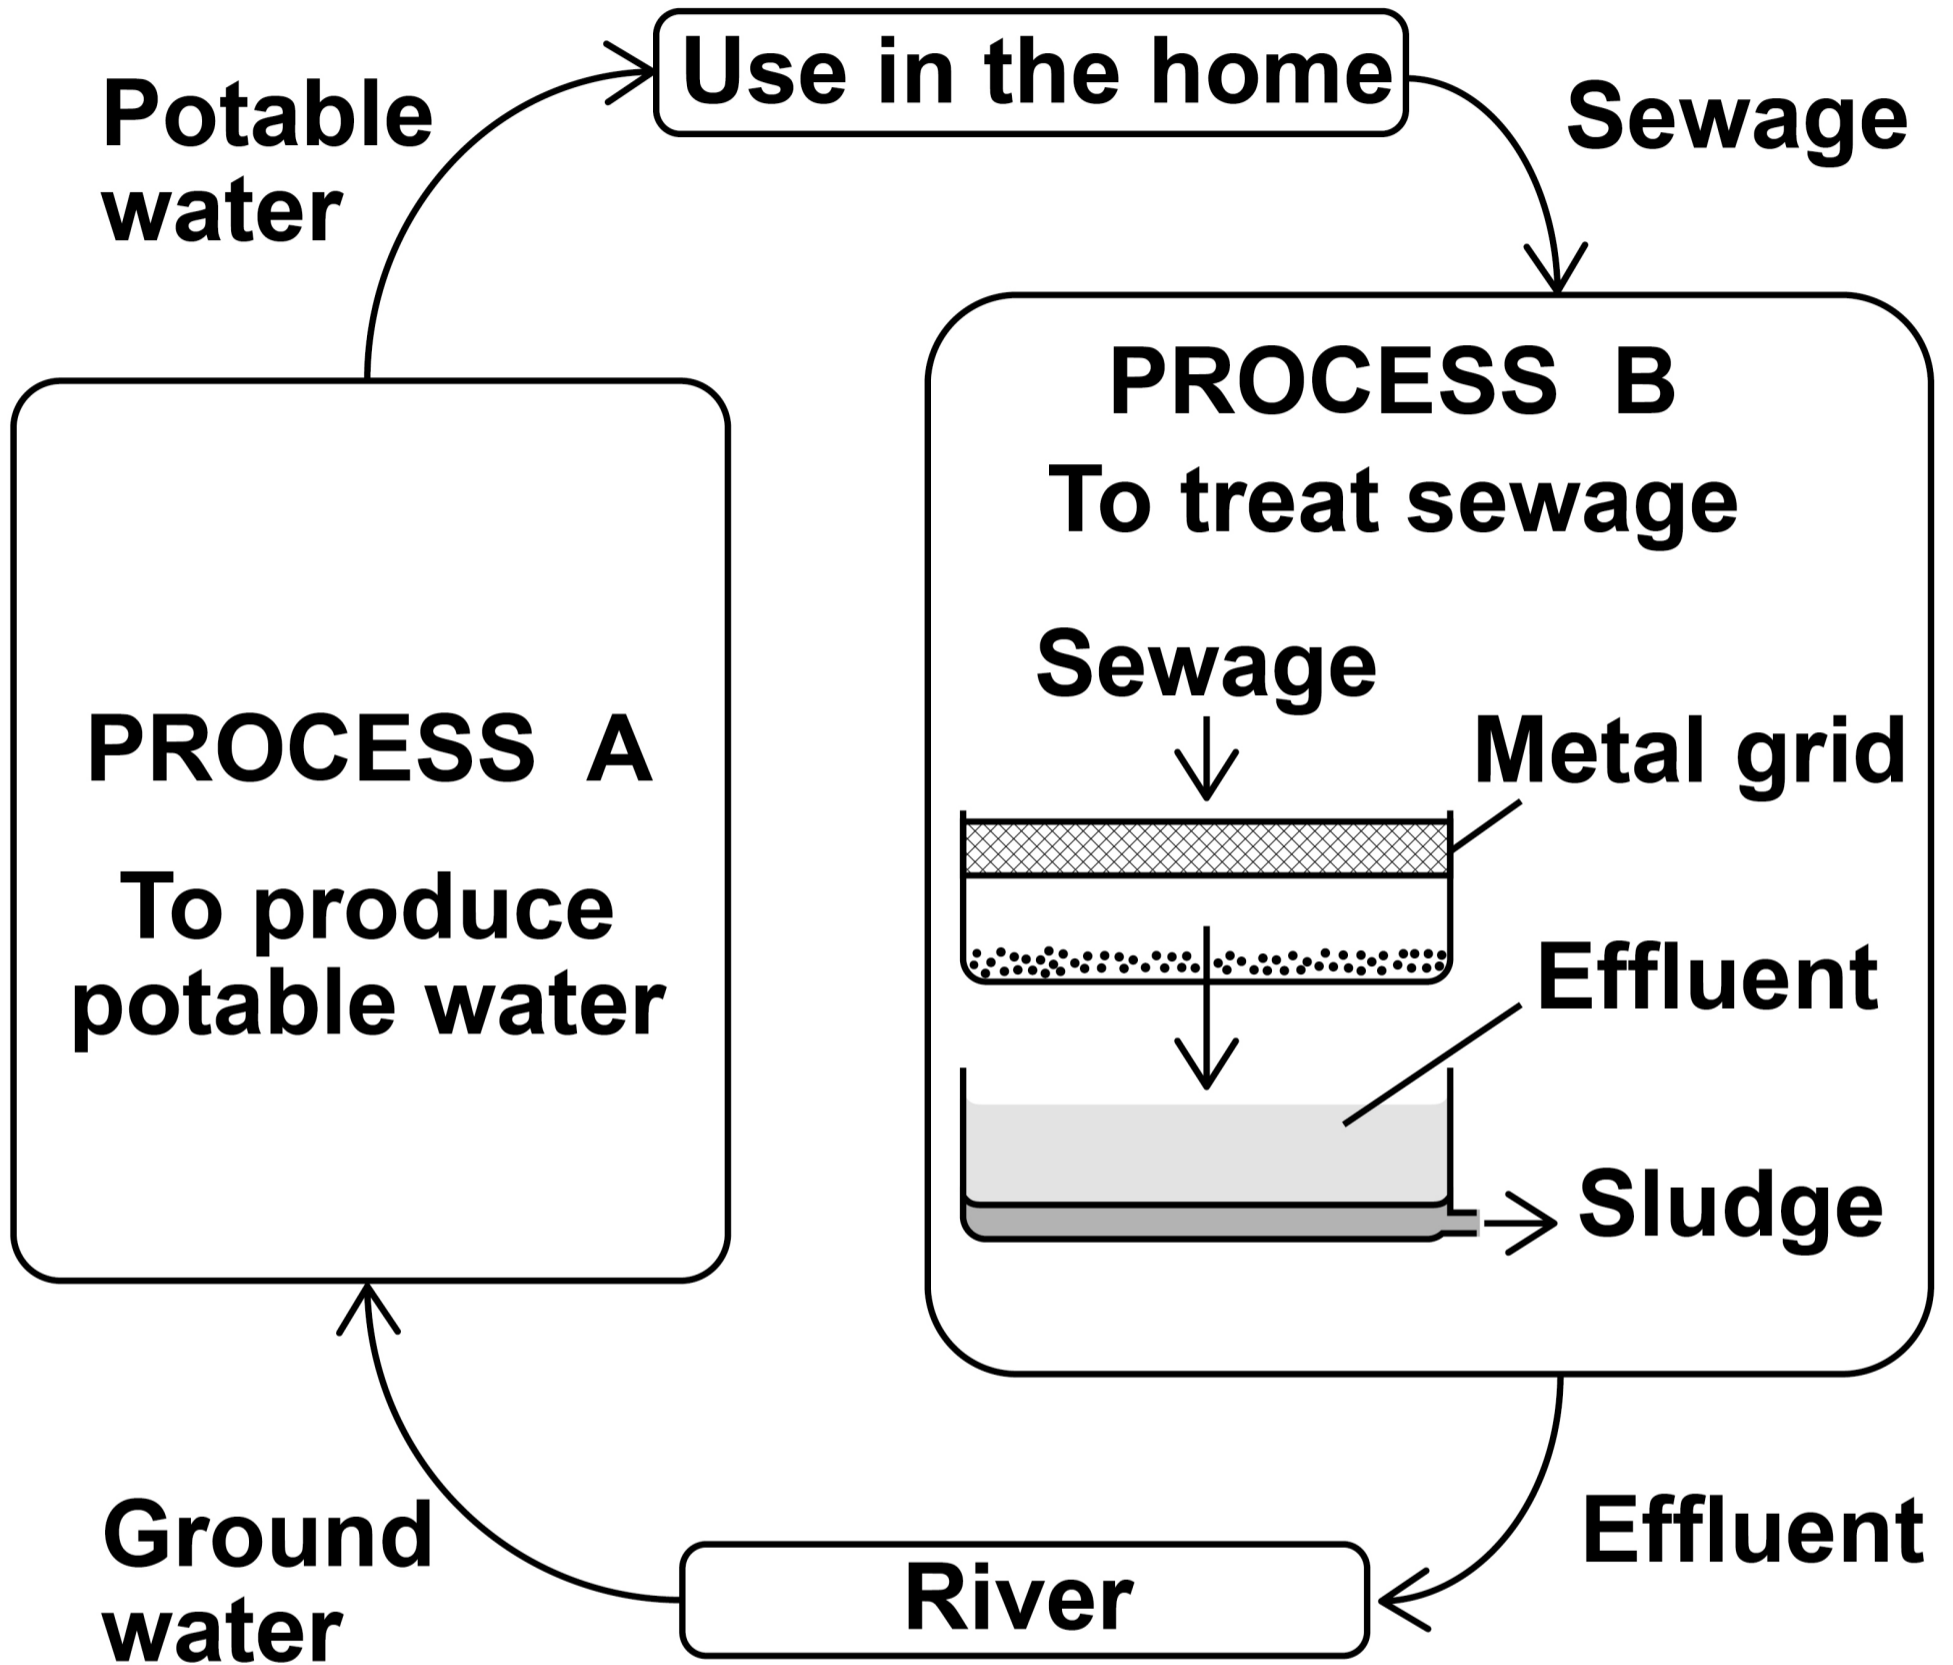 Use in the home
Potable
water
Sewage
PROCESS B
To treat sewage
Sewage
Metal grid
PROCESS A
To produce
potable water
Effluent
Sludge
Ground
water
River
Effluent